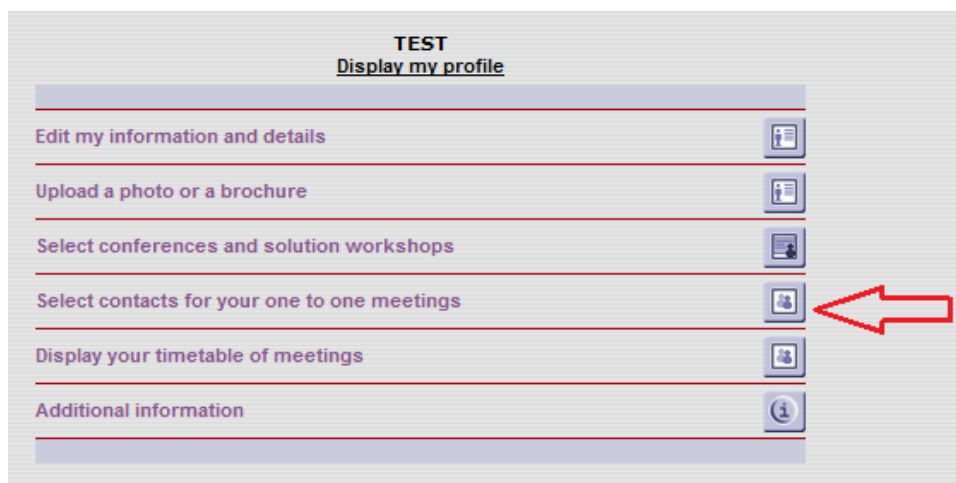 TEST
Display my profile
Edit my information and details
Upload a photo or a brochure
Select conferences and solution workshops
Select contacts for your one to one meetings
Display your timetable of meetings
Additional information